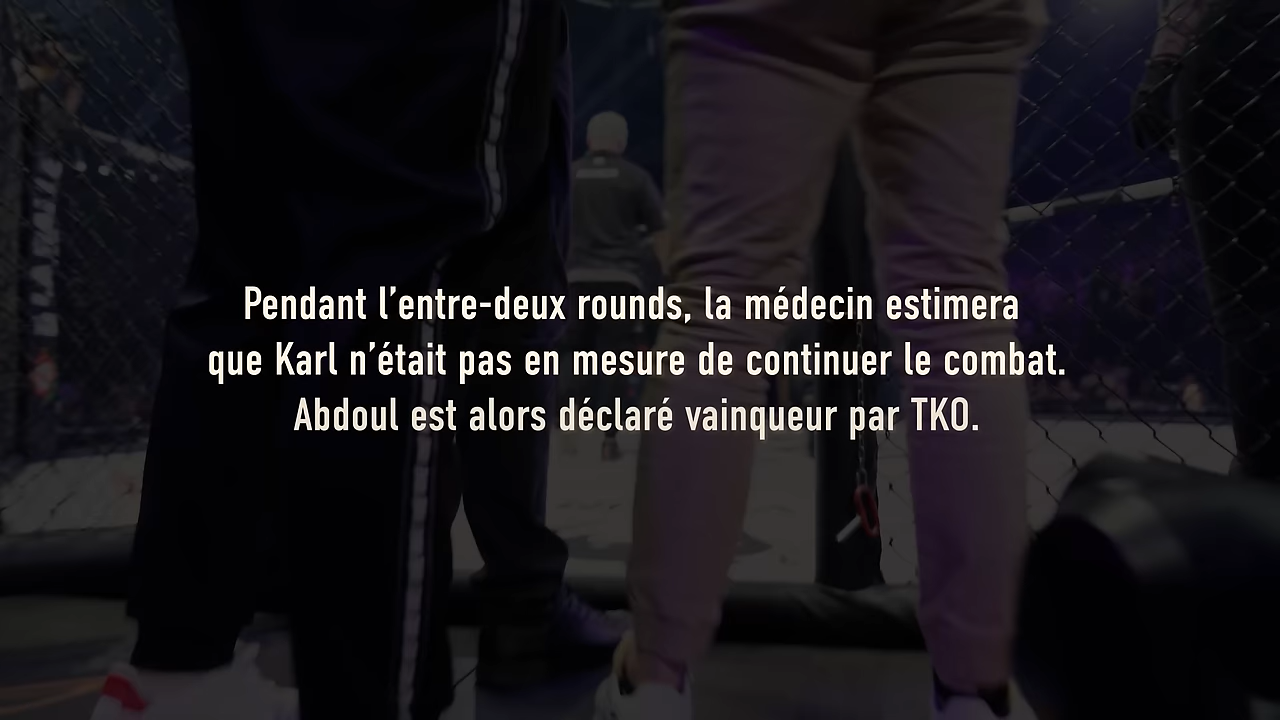 Pendant l’entre-deux rounds, la médecin estimera
que Karl n’était pas en mesure de continuer le combat.
Abdoul est alors déclaré vainqueur par TKO.